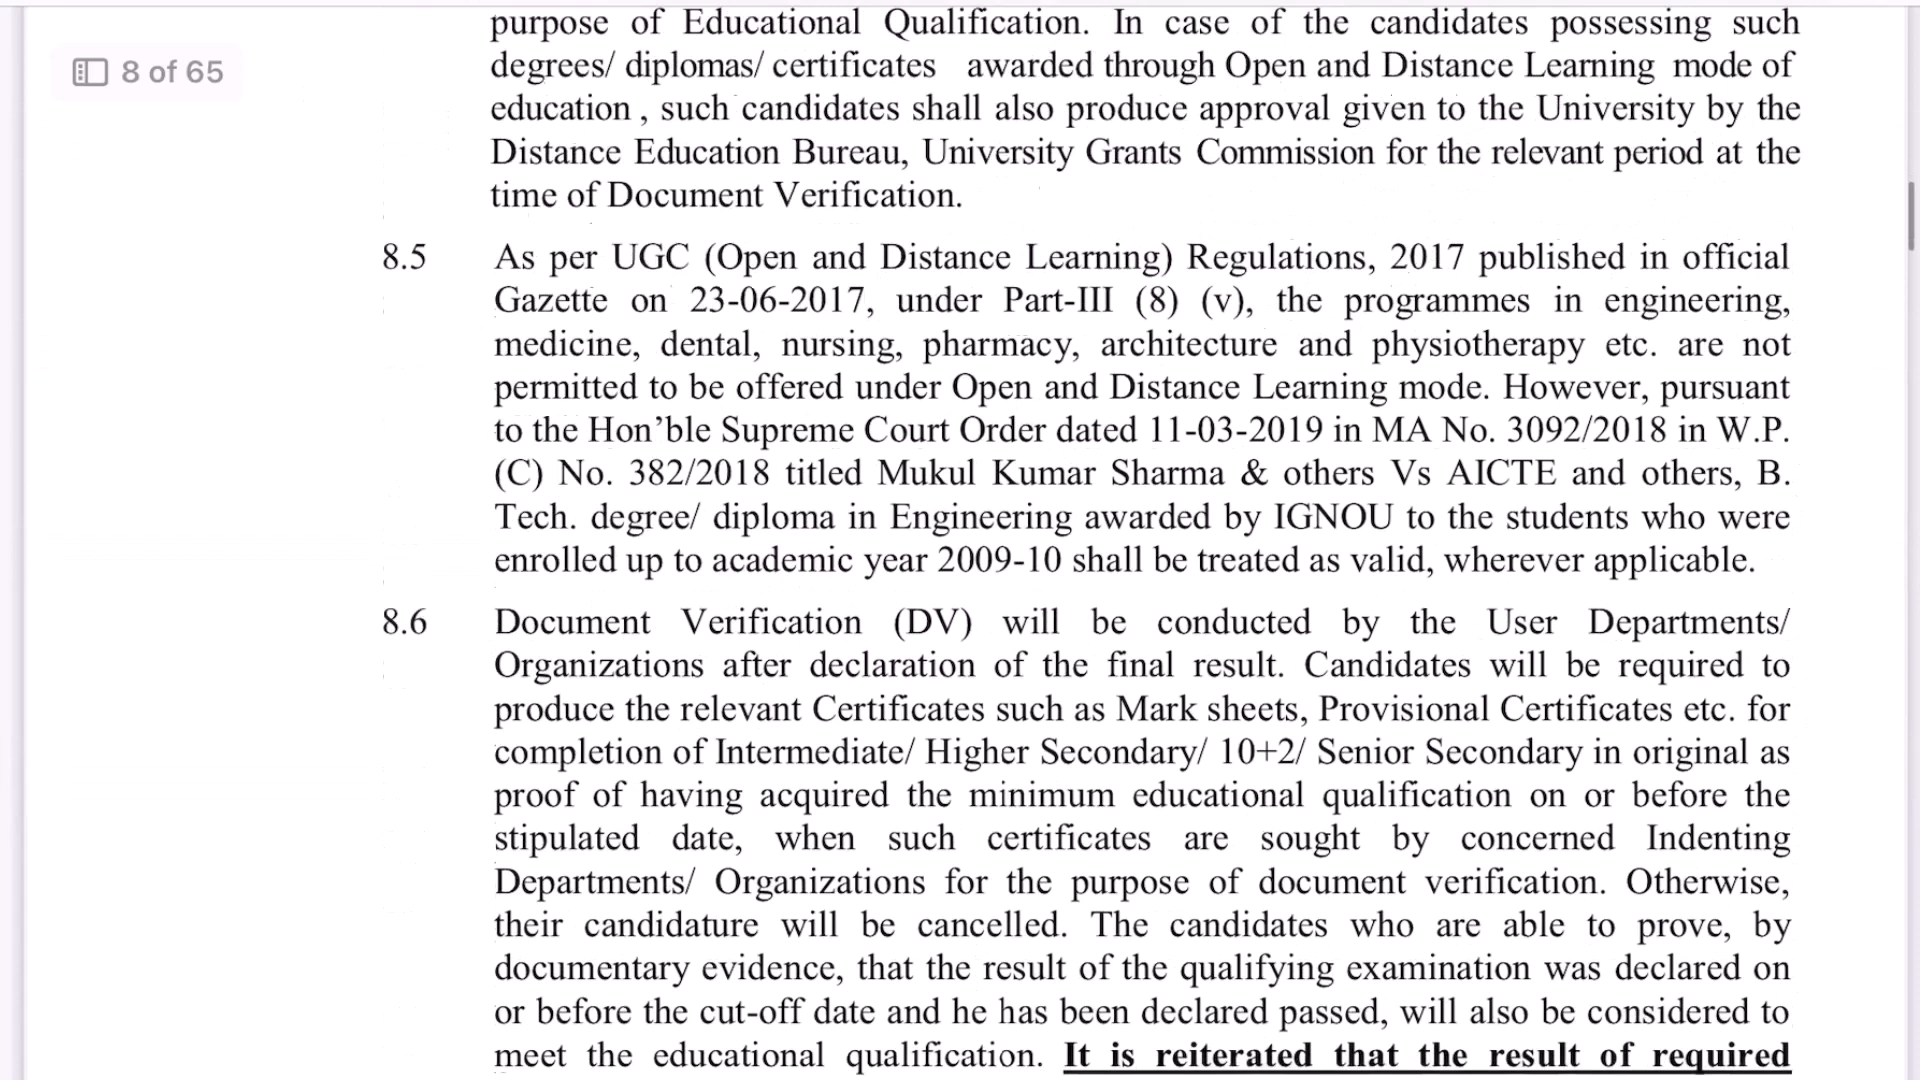 purpose of Educational Qualification. In case of the candidates possessing such
8 of 65
degrees/ diplomas/ certificates awarded through Open and Distance Learning mode of
education , such candidates shall also produce approval given to the University by the
Distance Education Bureau, University Grants Commission for the relevant period at the
time of Document Verification.
8.5 As per UGC (Open and Distance Learning) Regulations, 2017 published in official
Gazette on 23-06-2017, under Part-III (8) (v), the programmes in engineering,
medicine, dental, nursing, pharmacy, architecture and physiotherapy etc. are not
permitted to be offered under Open and Distance Learning mode. However, pursuant
to the Hon’ble Supreme Court Order dated 11-03-2019 in MA No. 3092/2018 in W.P.
(C) No. 382/2018 titled Mukul Kumar Sharma & others Vs AICTE and others, B.
Tech. degree/ diploma in Engineering awarded by IGNOU to the students who were
enrolled up to academic year 2009-10 shall be treated as valid, wherever applicable.
8.6 Document Verification (DV) will be conducted by the User Departments/
Organizations after declaration of the final result. Candidates will be required to
produce the relevant Certificates such as Mark sheets, Provisional Certificates etc. for
completion of Intermediate/ Higher Secondary/ 10+2/ Senior Secondary in original as
proof of having acquired the minimum educational qualification on or before the
stipulated date, when such certificates are sought by concerned Indenting
Departments/ Organizations for the purpose of document verification. Otherwise,
their candidature will be cancelled. The candidates who are able to prove, by
documentary evidence, that the result of the qualifying examination was declared on
or before the cut-off date and he has been declared passed, will also be considered to
meet the educational qualification. It is reiterated that the result of required